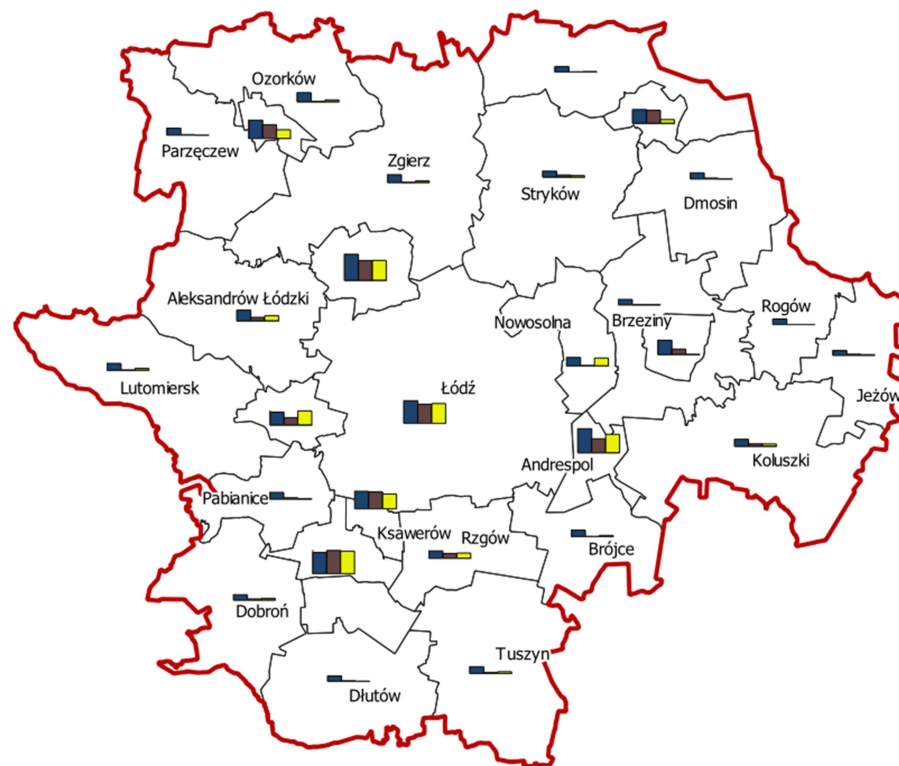 Ozorków
Parzęczew
Zgierz
Stryków
Dmosin
Aleksandrów Łódzki
Nowosolna
Brzeziny
Rogów
Lutomiersk
Łódź
Jeżów
Andrespol
Koluszki
Pabianice
Ksawerów
Rzgów
Brójce
Dobroń
Tuszyn
Dłutów